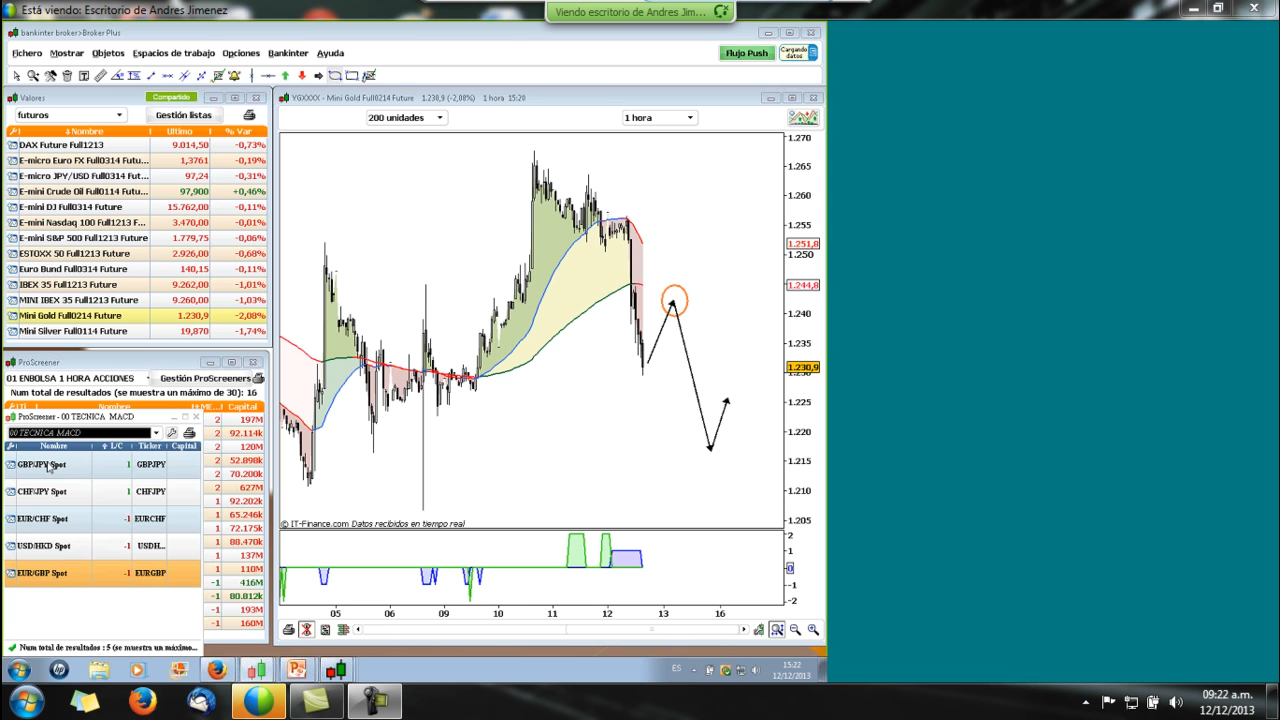 Está viendo: Escritorio de Andres Jimenez
Viendo escritorio de Andres Jim...
bankinter broker>Broker Plus
Fichero Mostrar Objetos Espacios de trabajo Opciones Bankinter Ayuda
Flujo Push
Cargando datos
Valores
Compartido
futuros
Gestión listas
Nombre Ultimo % Var
DAX Future Full1213 9.014,50 -0,73%
E-micro Euro FX Full0314 Futu... 1,3761 -0,19%
E-micro JPY/USD Full0314 Fut... 97,24 -0,31%
E-mini Crude Oil Full0114 Futu... 97,900 +0,46%
E-mini DJ Full0314 Future 15.762,00 -0,11%
E-mini Nasdaq 100 Full1213 F... 3.470,00 -0,01%
E-mini S&P 500 Full1213 Future 1.779,75 -0,06%
ESTOXX 50 Full1213 Future 2.926,00 -0,68%
Euro Bund Full0314 Future 140,15 -0,11%
IBEX 35 Full1213 Future 9.262,00 -1,01%
MINI IBEX 35 Full1213 Future 9.260,00 -1,03%
Mini Gold Full0214 Future 1.230,9 -2,08%
Mini Silver Full0114 Future 19,870 -1,74%
ProScreener
01 ENBOLSA 1 HORA ACCIONES Gestión ProScreeners
Num total de resultados (se muestra un máximo de 30): 16
Capital
2 197M
2 92.114K
2 120M
2 52.898k
2 70.200k
2 627M
1 92.202k
1 65.246k
1 72.175k
1 88.470k
1 137M
1 110M
-1 416M
-1 80.812k
-1 193M
-1 160M
ProScreener - 00 TECNICA MACD
00 TECNICA MACD
Nombre L/C Ticker Capital
GBP/JPY Spot 1 GBPJPY
CHF/JPY Spot 1 CHFJPY
EUR/CHF Spot -1 EURCHF
USD/HKD Spot -1 USDH...
EUR/GBP Spot -1 EURGBP
Num total de resultados : 5 (se muestra un máximo...
YGXXXX - Mini Gold Full0214 Future 1.230,9 (-2,08%) 1 hora 15:20
200 unidades
1 hora
1.270
1.265
1.260
1.255
1.251,8
1.250
1.244,8
1.240
1.235
1.230,9
1.230
1.225
1.220
1.215
1.210
1.205
© IT-Finance.com Datos recibidos en tiempo real
2
1
0
-1
-2
05 06 09 10 11 12 13 16
ES
15:22
12/12/2013
09:22 a.m.
12/12/2013